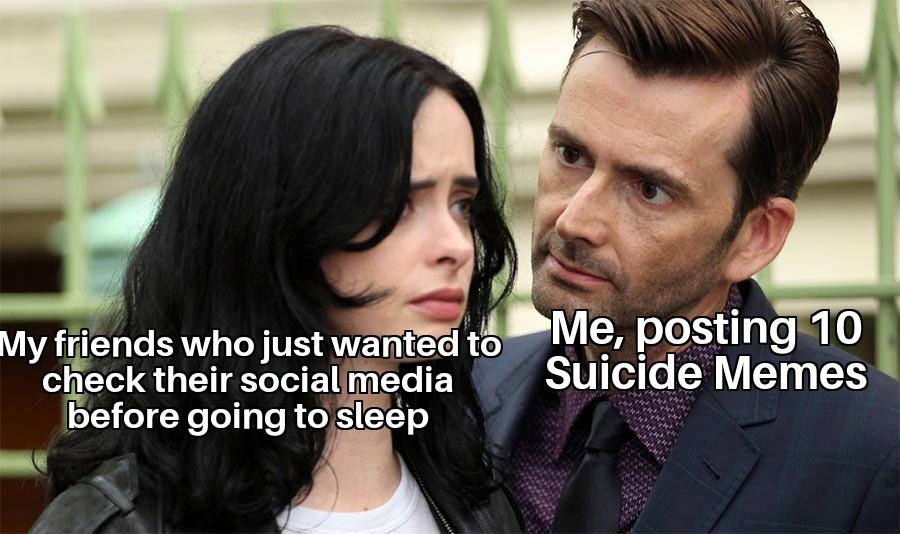 My friends who just wanted to
check their social media
before going to sleep
Me, posting 10
Suicide Memes